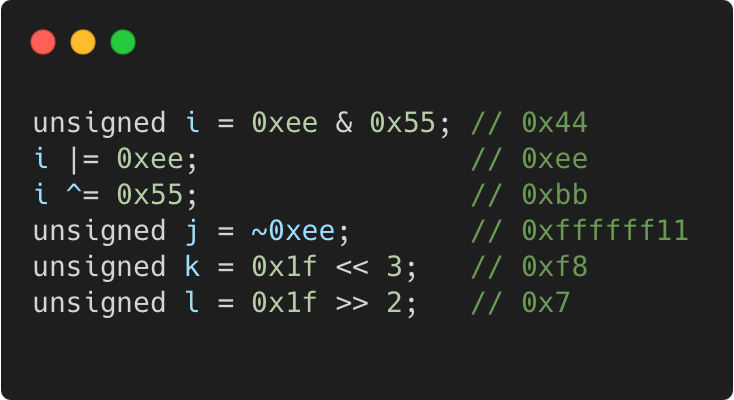 unsigned i = 0xee & 0x55; // 0x44
i |= 0xee;                // 0xee
i ^= 0x55;                // 0xbb
unsigned j = ~0xee;       // 0xffffff11
unsigned k = 0x1f << 3;   // 0xf8
unsigned l = 0x1f >> 2;   // 0x7